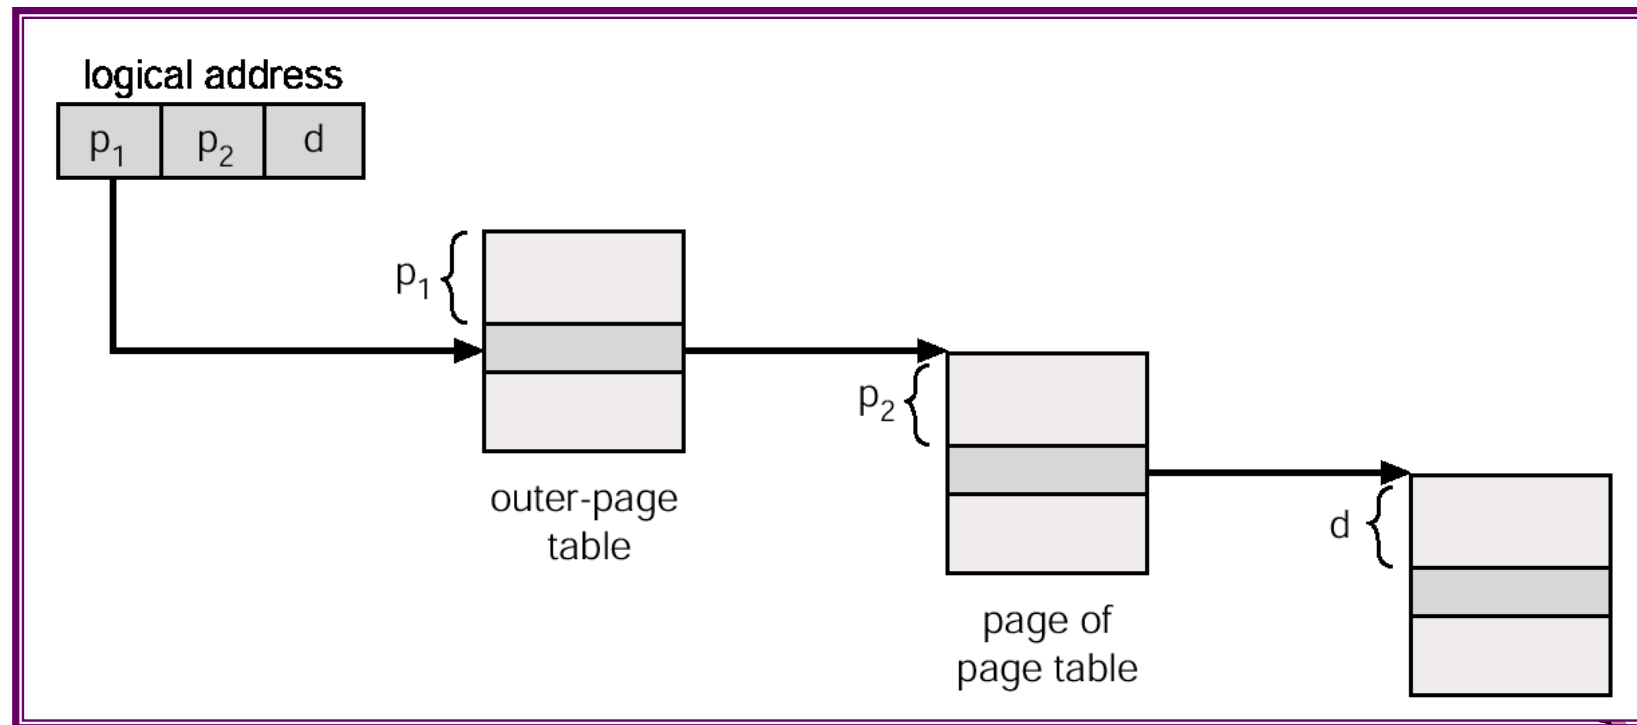 logical address
p1 p2 d
p1
outer-page
table
p2
page of
page table
d